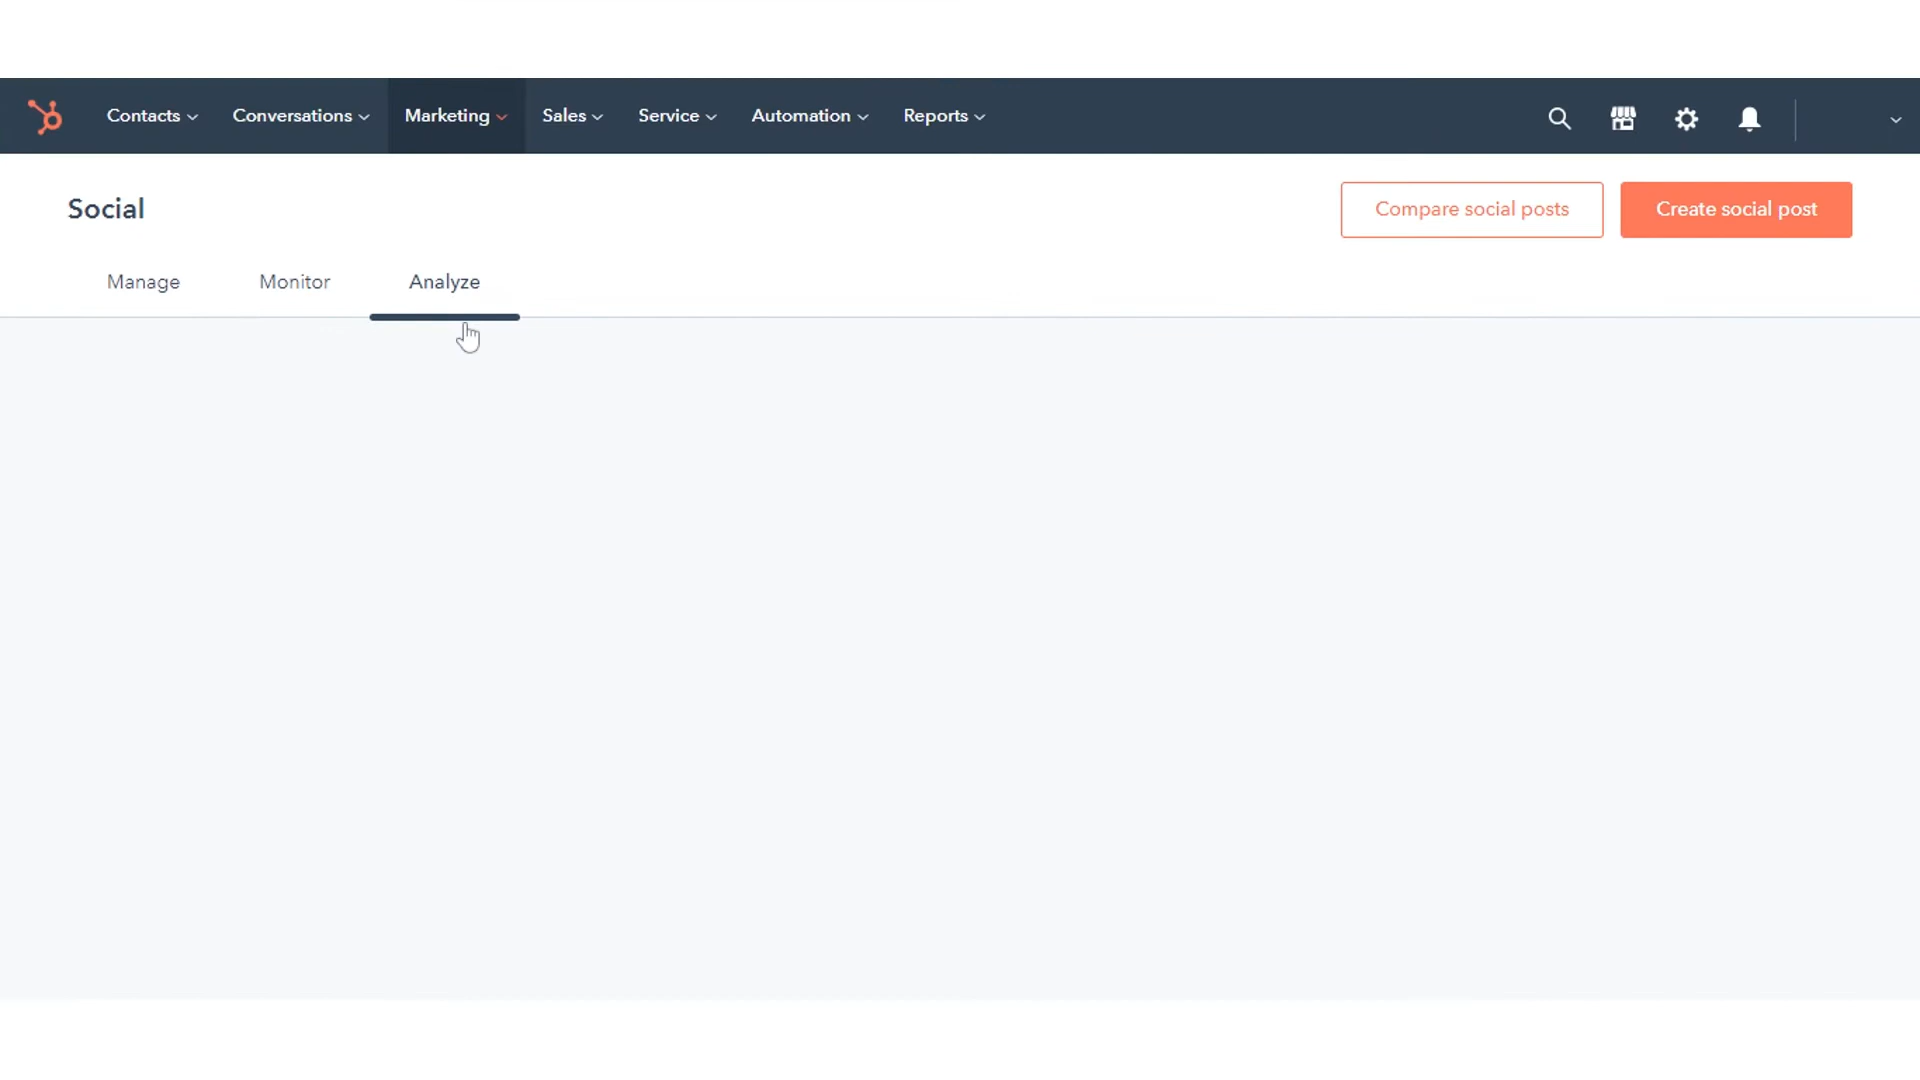 Contacts Conversations Marketing Sales Service Automation Reports
Social
Compare social posts Create social post
Manage Monitor Analyze